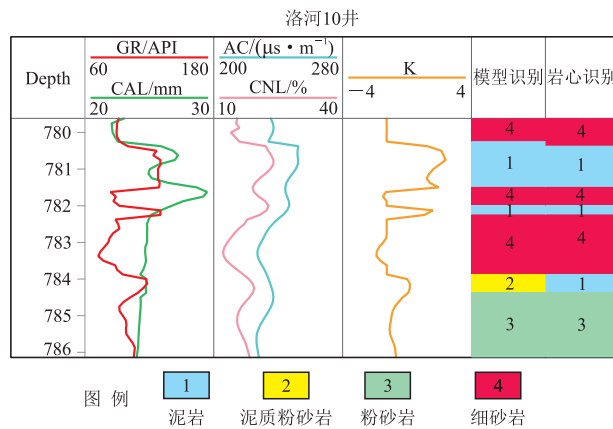 洛河10井
Depth
GR/API
60 180
CAL/mm
20 30
AC/(μs·m⁻¹)
200 280
CNL/%
10 40
K
−4 4
模型识别
岩心识别
780
781
782
783
784
785
786
4 4
1 1
4 4
1 1
4 4
2 1
3 3
图 例
1 2 3 4
泥岩 泥质粉砂岩 粉砂岩 细砂岩